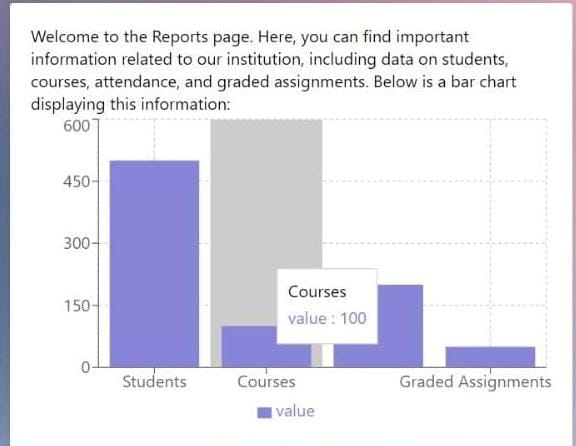 Welcome to the Reports page. Here, you can find important
information related to our institution, including data on students,
courses, attendance, and graded assignments. Below is a bar chart
displaying this information:
600
450
300
150
0
Courses
value : 100
Students
Courses
Graded Assignments
value